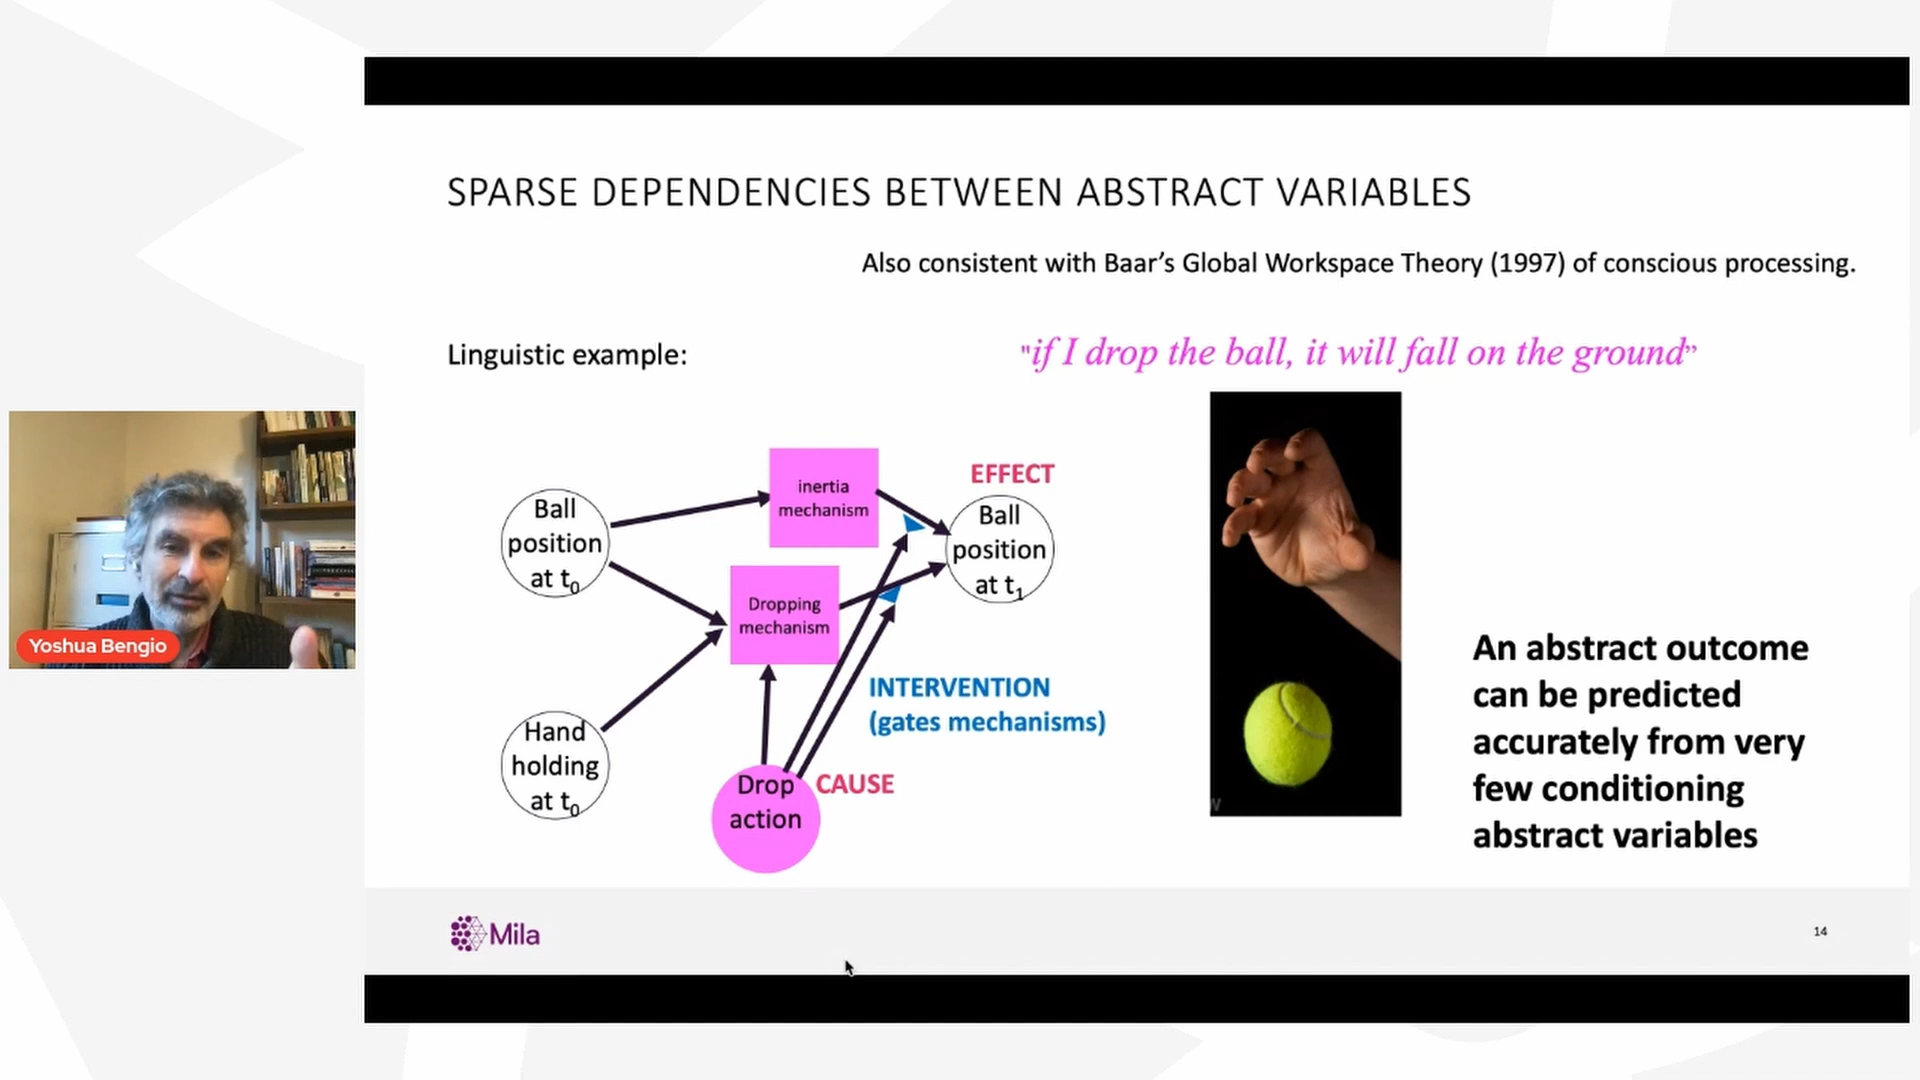 SPARSE DEPENDENCIES BETWEEN ABSTRACT VARIABLES
Also consistent with Baar's Global Workspace Theory (1997) of conscious processing.
Linguistic example:
"if I drop the ball, it will fall on the ground”
Ball
position
at t0
inertia
mechanism
EFFECT
Ball
position
at t1
Dropping
mechanism
INTERVENTION
(gates mechanisms)
Hand
holding
at t0
Drop
action
CAUSE
An abstract outcome
can be predicted
accurately from very
few conditioning
abstract variables
Yoshua Bengio
Mila
14